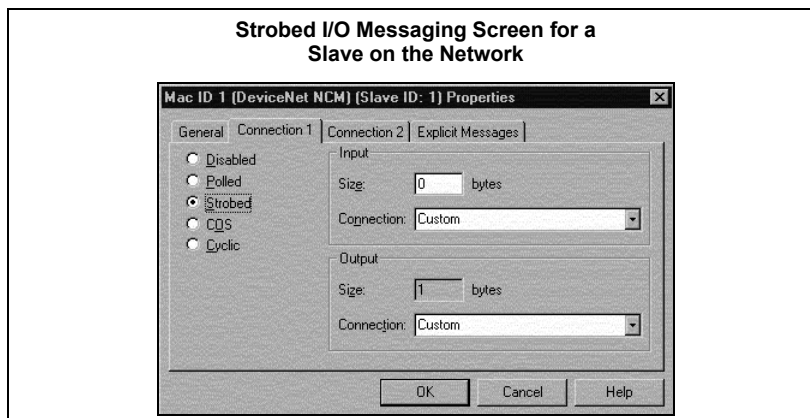 Strobed I/O Messaging Screen for a
Slave on the Network
Mac ID 1 (DeviceNet NCM) (Slave ID: 1) Properties
General Connection 1 Connection 2 Explicit Messages
Disabled
Polled
Strobed
COS
Cyclic
Input
Size: 0 bytes
Connection: Custom
Output
Size: 1 bytes
Connection: Custom
OK Cancel Help